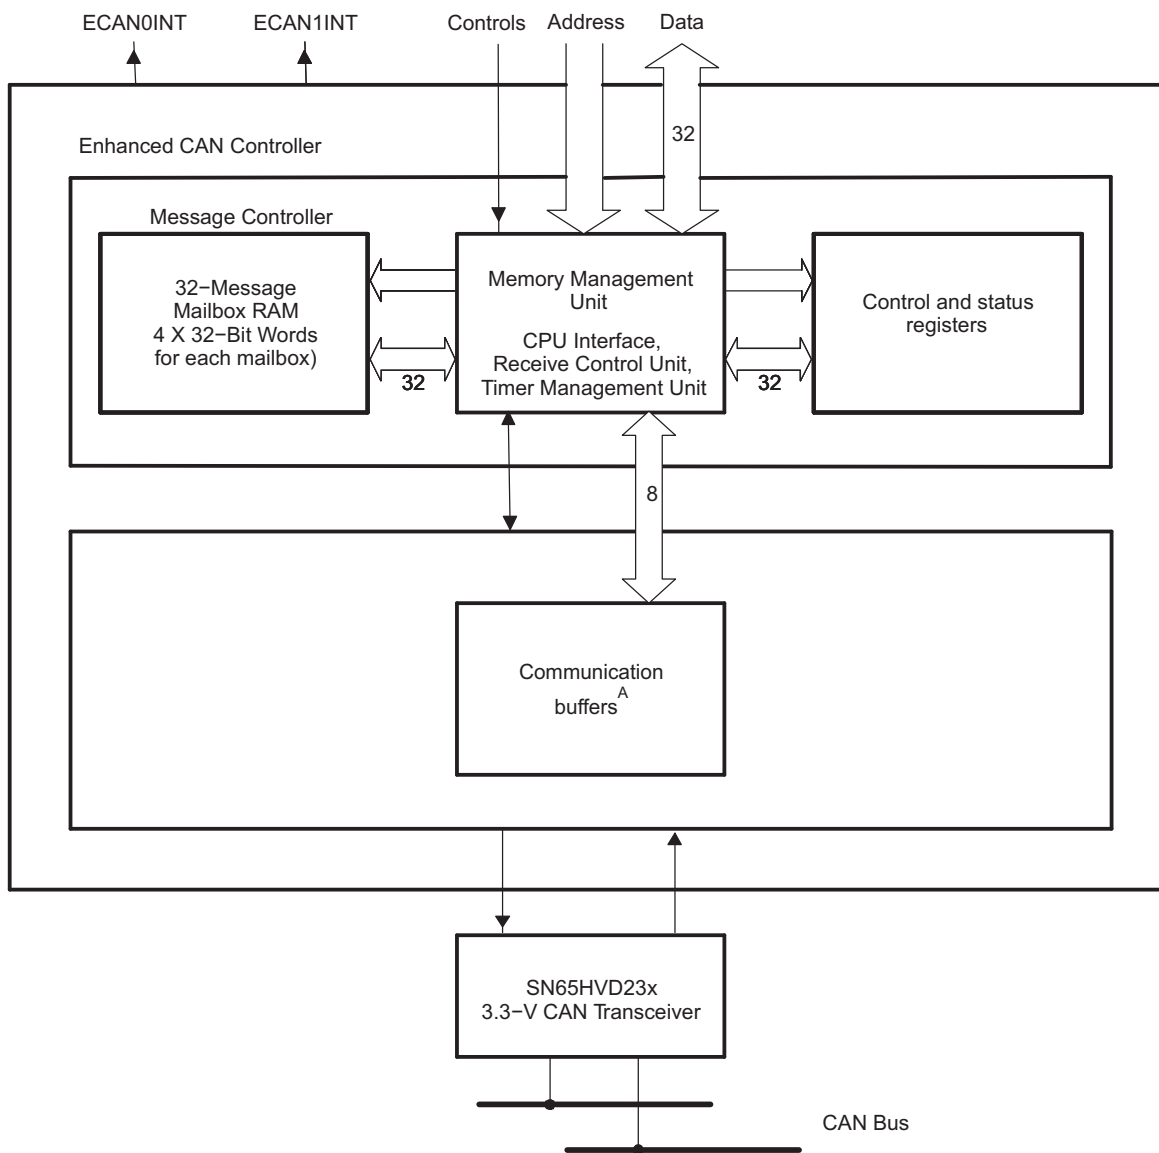 ECAN0INT ECAN1INT Controls Address Data
32
Enhanced CAN Controller
Message Controller
32−Message
Mailbox RAM
4 X 32−Bit Words
for each mailbox)
Memory Management
Unit
CPU Interface,
Receive Control Unit,
Timer Management Unit
Control and status
registers
32
32
8
Communication
buffers A
SN65HVD23x
3.3−V CAN Transceiver
CAN Bus